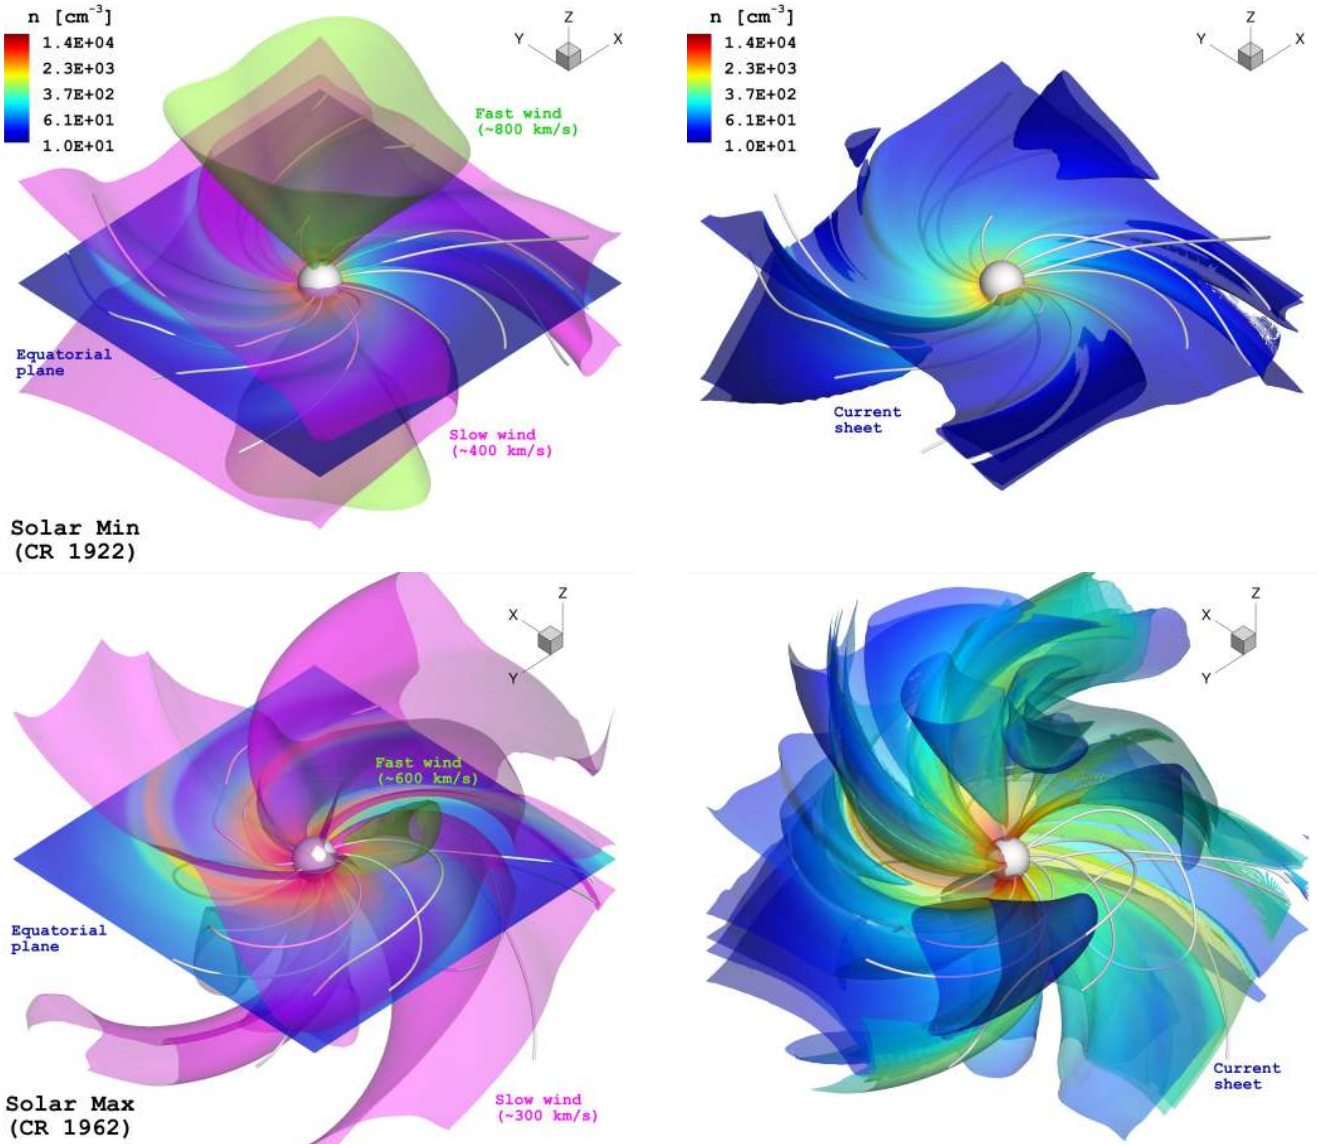 n [cm⁻³]
1.4E+04
2.3E+03
3.7E+02
6.1E+01
1.0E+01
Z
Y
X
Fast wind
(~800 km/s)
Equatorial
plane
Slow wind
(~400 km/s)
Solar Min
(CR 1922)
n [cm⁻³]
1.4E+04
2.3E+03
3.7E+02
6.1E+01
1.0E+01
Z
Y
X
Current
sheet
Z
X
Y
Fast wind
(~600 km/s)
Equatorial
plane
Slow wind
(~300 km/s)
Solar Max
(CR 1962)
Z
X
Y
Current
sheet